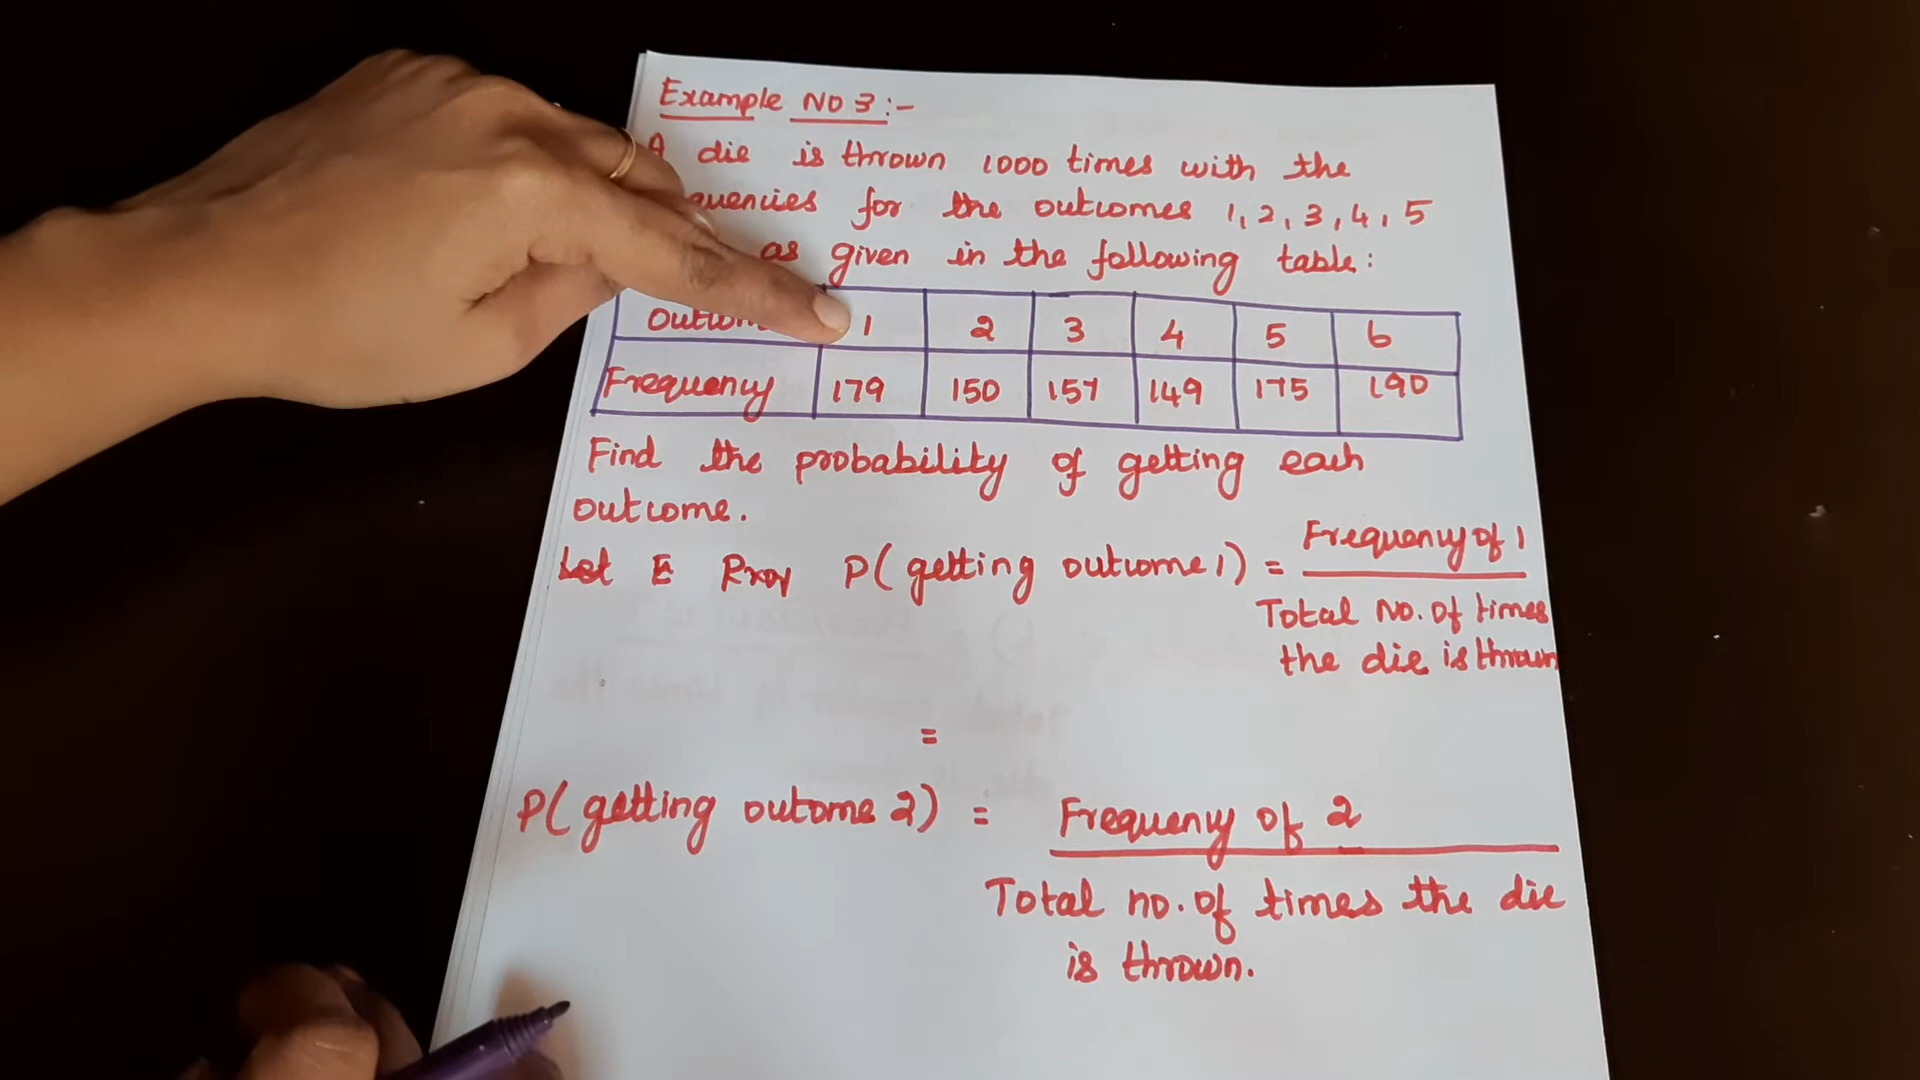 Example NO 3:-
A die is thrown 1000 times with the
quencies for the outcomes 1, 2, 3, 4, 5
as given in the following table:
1 2 3 4 5 6
Frequency 179 150 157 149 175 190
Find the probability of getting each
outcome.
Let E P(getting outcome 1) = Frequency of 1
Total No. of times
the die is thrown
=
P(getting outome 2) = Frequency of 2
Total no. of times the die
is thrown.